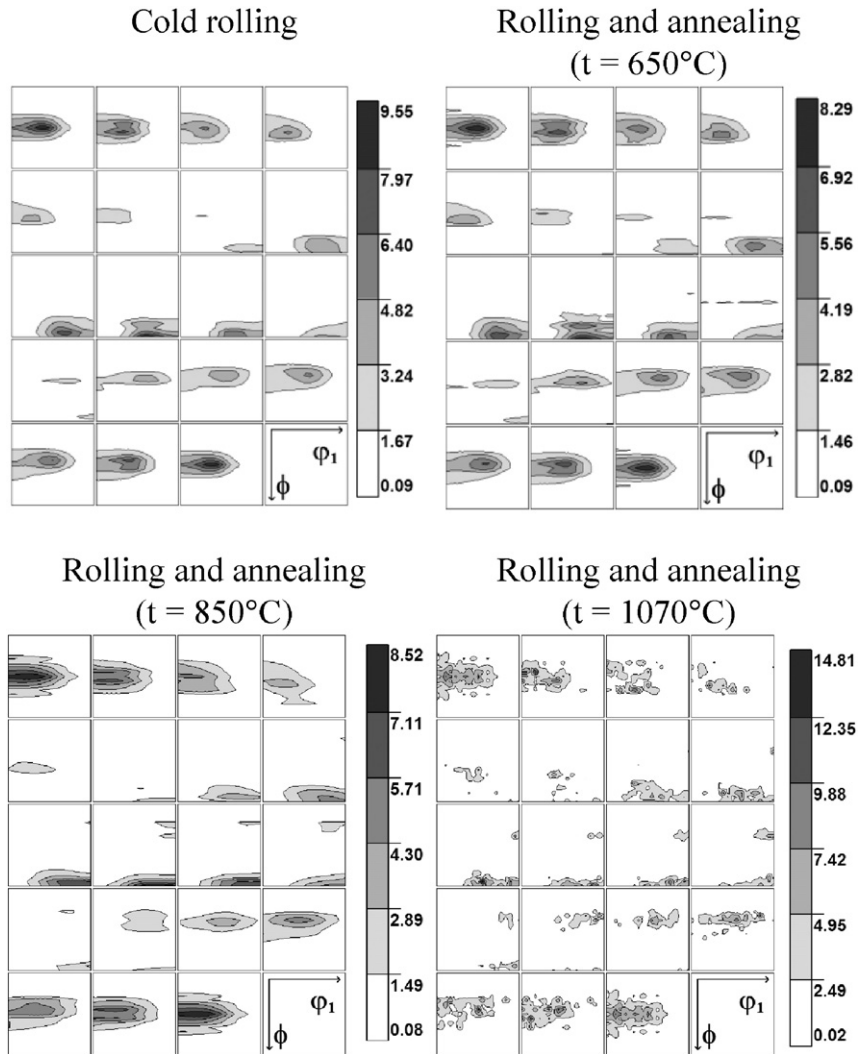 Cold rolling
Rolling and annealing
(t = 650°C)
9.55
7.97
6.40
4.82
3.24
1.67
0.09
φ1
ϕ
8.29
6.92
5.56
4.19
2.82
1.46
0.09
φ1
ϕ
Rolling and annealing
(t = 850°C)
Rolling and annealing
(t = 1070°C)
8.52
7.11
5.71
4.30
2.89
1.49
0.08
φ1
ϕ
14.81
12.35
9.88
7.42
4.95
2.49
0.02
φ1
ϕ